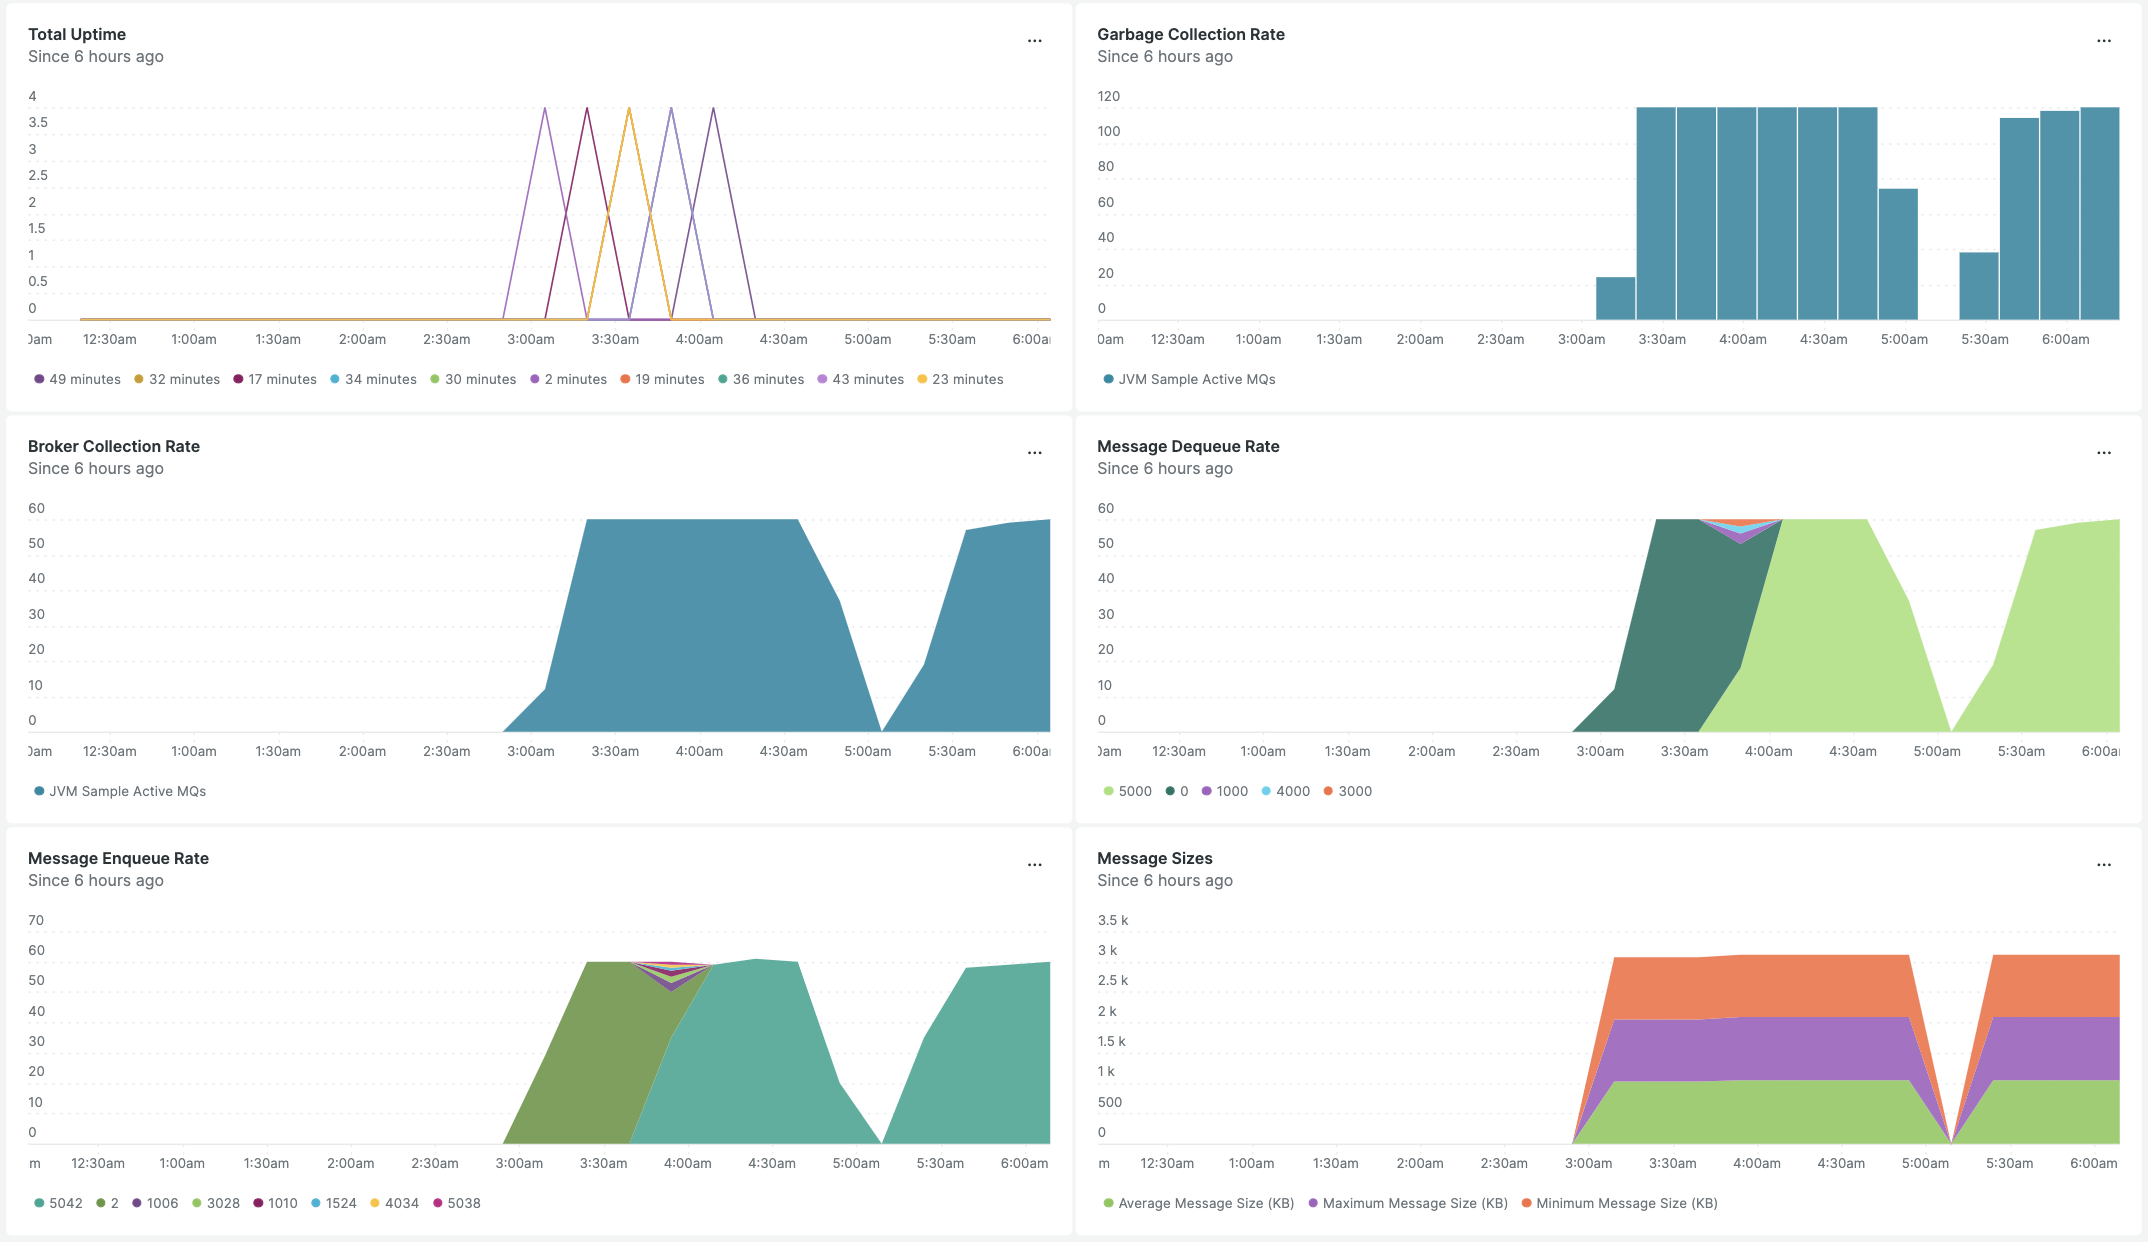 Total Uptime
Since 6 hours ago
...
4
3.5
3
2.5
2
1.5
1
0.5
0
0am 12:30am 1:00am 1:30am 2:00am 2:30am 3:00am 3:30am 4:00am 4:30am 5:00am 5:30am 6:00a
49 minutes 32 minutes 17 minutes 34 minutes 30 minutes 2 minutes 19 minutes 36 minutes 43 minutes 23 minutes
Garbage Collection Rate
Since 6 hours ago
...
120
100
80
60
40
20
0
0am 12:30am 1:00am 1:30am 2:00am 2:30am 3:00am 3:30am 4:00am 4:30am 5:00am 5:30am 6:00am
JVM Sample Active MQs
Broker Collection Rate
Since 6 hours ago
...
60
50
40
30
20
10
0
0am 12:30am 1:00am 1:30am 2:00am 2:30am 3:00am 3:30am 4:00am 4:30am 5:00am 5:30am 6:00a
JVM Sample Active MQs
Message Dequeue Rate
Since 6 hours ago
...
60
50
40
30
20
10
0
0am 12:30am 1:00am 1:30am 2:00am 2:30am 3:00am 3:30am 4:00am 4:30am 5:00am 5:30am 6:00a
5000 0 1000 4000 3000
Message Enqueue Rate
Since 6 hours ago
...
70
60
50
40
30
20
10
0
m 12:30am 1:00am 1:30am 2:00am 2:30am 3:00am 3:30am 4:00am 4:30am 5:00am 5:30am 6:00am
5042 2 1006 3028 1010 1524 4034 5038
Message Sizes
Since 6 hours ago
...
3.5 k
3 k
2.5 k
2 k
1.5 k
1 k
500
0
m 12:30am 1:00am 1:30am 2:00am 2:30am 3:00am 3:30am 4:00am 4:30am 5:00am 5:30am 6:00am
Average Message Size (KB) Maximum Message Size (KB) Minimum Message Size (KB)